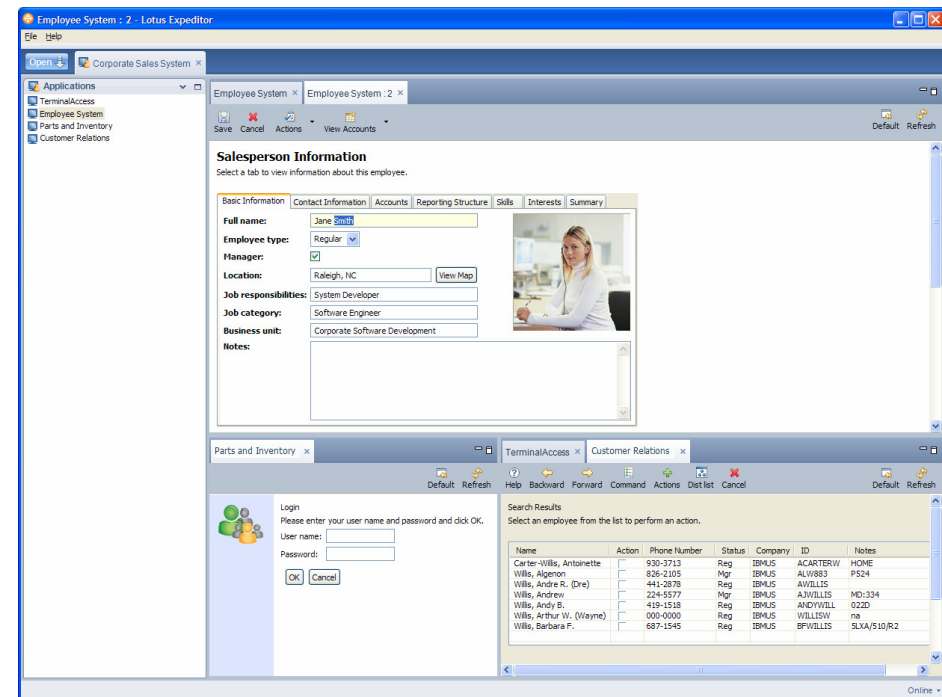 Employee System : 2 - Lotus Expeditor
File Help
Open Corporate Sales System
Applications
TerminalAccess
Employee System
Parts and Inventory
Customer Relations
Employee System Employee System : 2
Save Cancel Actions View Accounts Default Refresh
Salesperson Information
Select a tab to view information about this employee.
Basic Information Contact Information Accounts Reporting Structure Skills Interests Summary
Full name: Jane Smith
Employee type: Regular
Manager:
Location: Raleigh, NC View Map
Job responsibilities: System Developer
Job category: Software Engineer
Business unit: Corporate Software Development
Notes:
Parts and Inventory
Default Refresh
Login
Please enter your user name and password and click OK.
User name:
Password:
OK Cancel
TerminalAccess Customer Relations
Help Backward Forward Command Actions Dist list Cancel Default Refresh
Search Results
Select an employee from the list to perform an action.
Name Action Phone Number Status Company ID Notes
Carter-Willis, Antoinette 930-3713 Reg IBMUS ACARTERW HOME
Willis, Algenon 826-2105 Mgr IBMUS ALW883 P524
Willis, Andre R. (Dre) 441-2878 Reg IBMUS AWILLIS
Willis, Andrew 224-5577 Mgr IBMUS AJWILLIS MD:334
Willis, Andy B. 419-1518 Reg IBMUS ANDYWILL 022D
Willis, Arthur W. (Wayne) 000-0000 Reg IBMUS WILLISW na
Willis, Barbara F. 687-1545 Reg IBMUS BFWILLIS SLXA/510/R2
Online